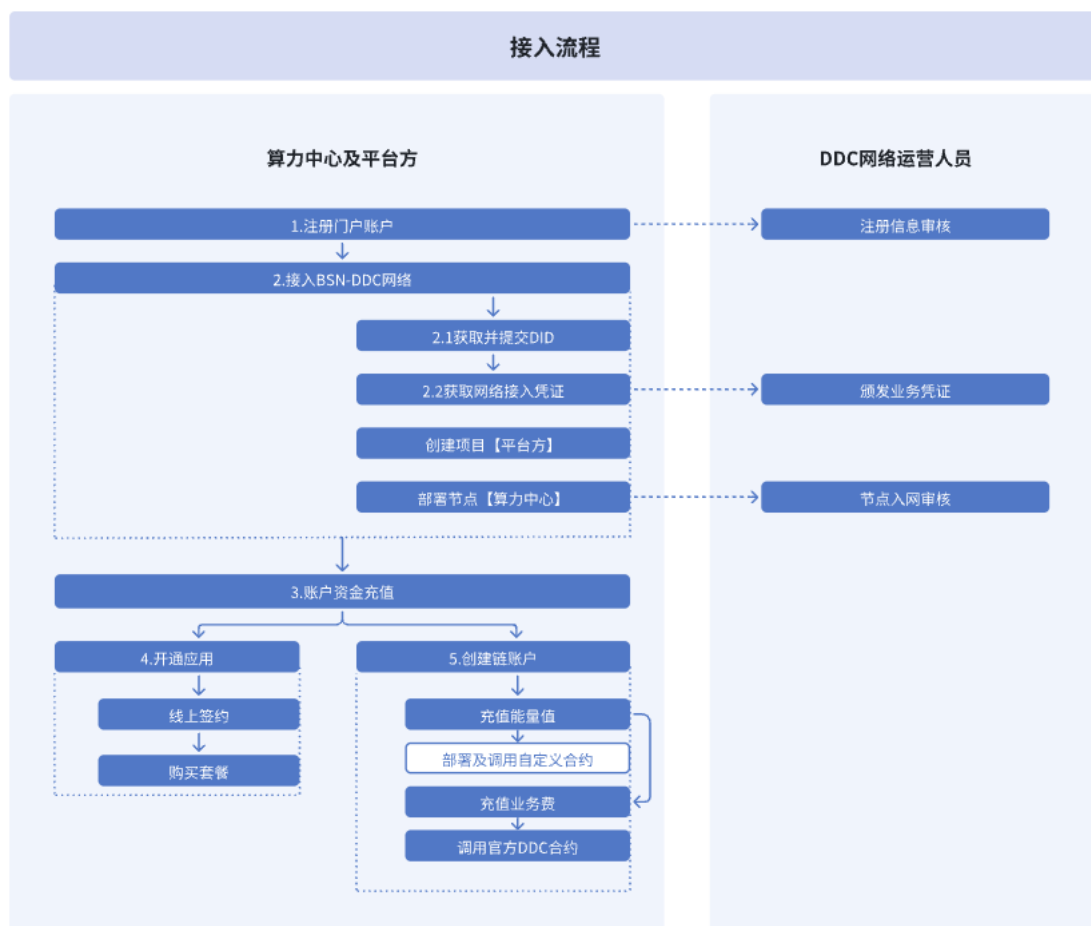 接入流程
算力中心及平台方
DDC网络运营人员
1.注册门户账户
注册信息审核
2.接入BSN-DDC网络
2.1获取并提交DID
2.2获取网络接入凭证
颁发业务凭证
创建项目【平台方】
部署节点【算力中心】
节点入网审核
3.账户资金充值
4.开通应用
5.创建链账户
线上签约
充值能量值
部署及调用自定义合约
购买套餐
充值业务费
调用官方DDC合约